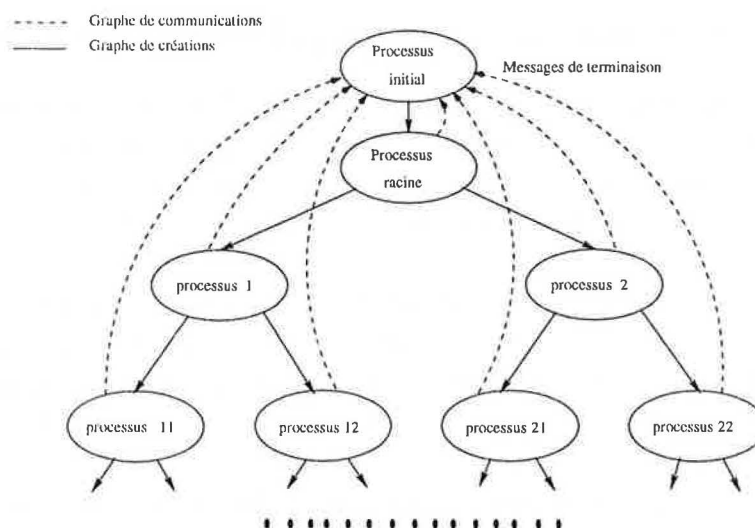 Graphe de communications
Graphe de créations
Processus
initial
Messages de terminaison
Processus
racine
processus 1
processus 2
processus 11
processus 12
processus 21
processus 22